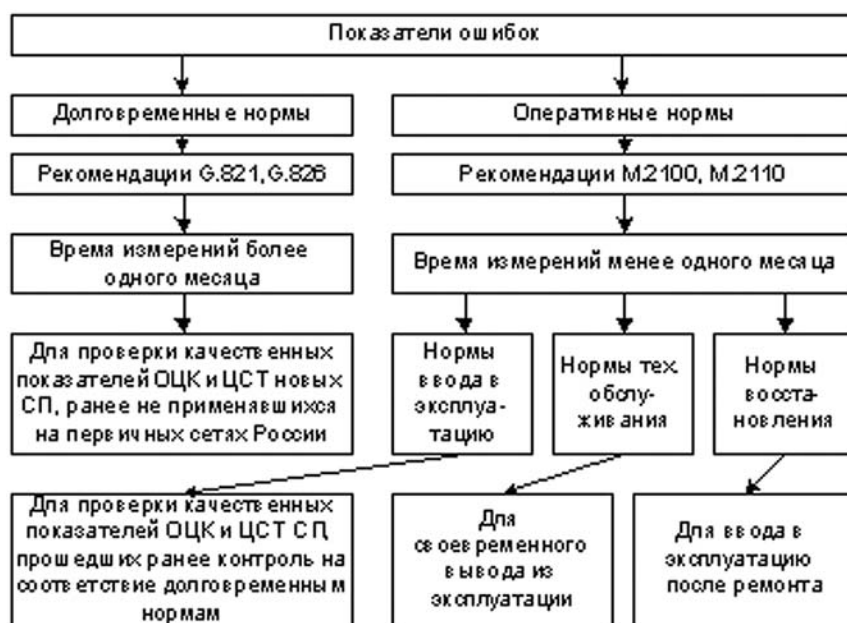 Показатели ошибок
Долговременные нормы
Оперативные нормы
Рекомендации G.821, G.826
Рекомендации M.2100, M.2110
Время измерений более
одного месяца
Время измерений менее одного месяца
Для проверки качественных
показателей ОЦК и ЦСТ новых
СП, ранее не применявшихся
на первичных сетях России
Нормы
ввода в
эксплуа-
тацию
Нормы тех.
обслу-
живания
Нормы
восста-
новления
Для проверки качественных
показателей ОЦК и ЦСТ СП,
прошедших ранее контроль на
соответствие долговременным
нормам
Для
своевременного
вывода из
эксплуатации
Для ввода в
эксплуатацию
после ремонта